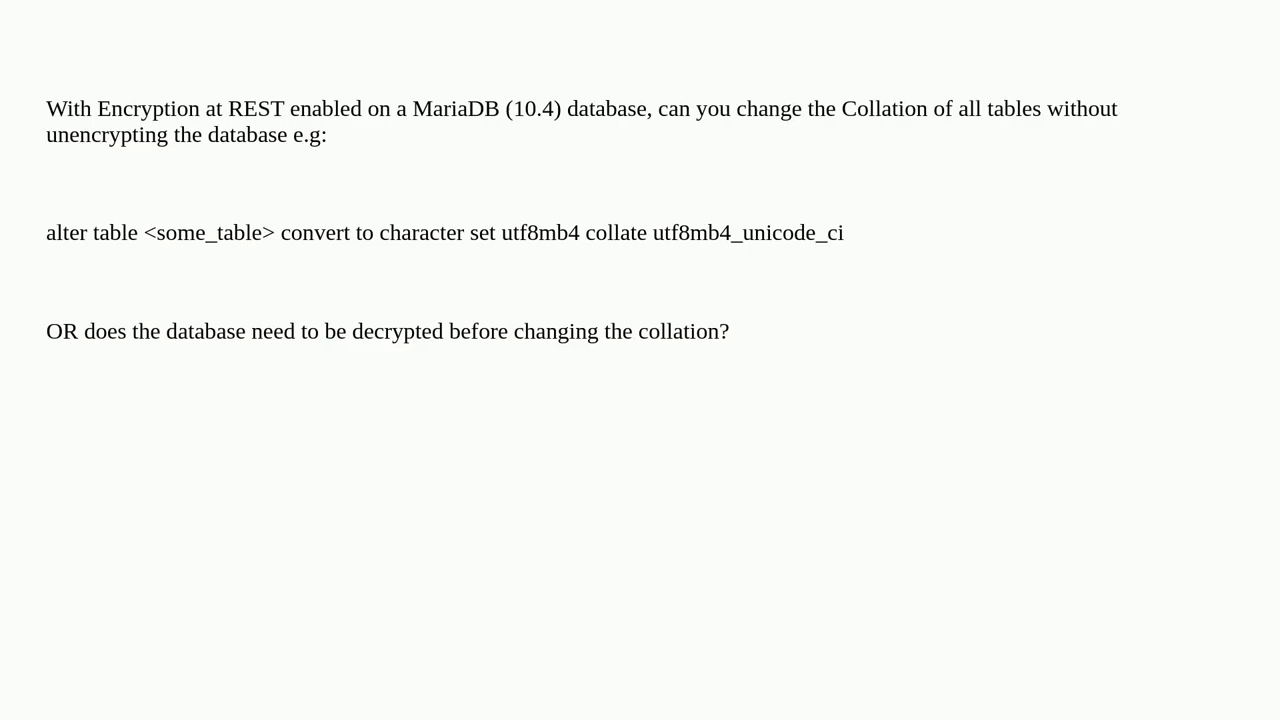 With Encryption at REST enabled on a MariaDB (10.4) database, can you change the Collation of all tables without
unencrypting the database e.g:
alter table <some_table> convert to character set utf8mb4 collate utf8mb4_unicode_ci
OR does the database need to be decrypted before changing the collation?